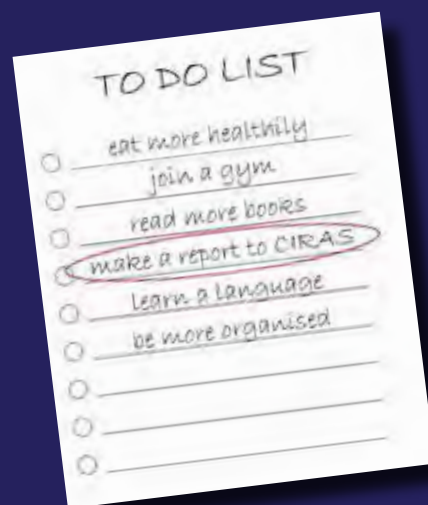 TO DO LIST
eat more healthily
join a gym
read more books
make a report to CIRAS
learn a language
be more organised